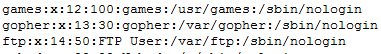 games:x:12:100:games:/usr/games:/sbin/nologin
gopher:x:13:30:gopher:/var/gopher:/sbin/nologin
ftp:x:14:50:FTP User:/var/ftp:/sbin/nologin